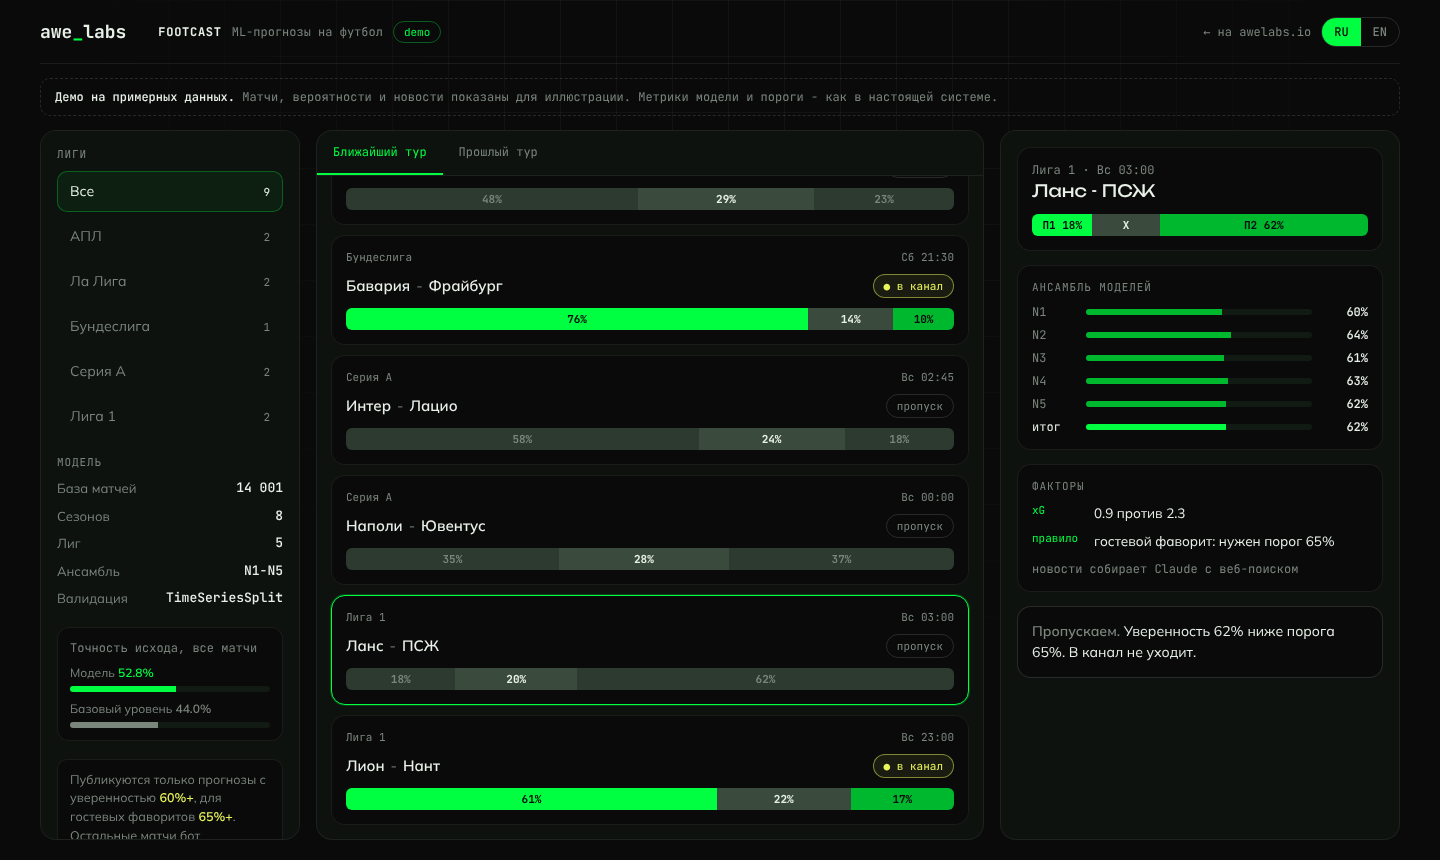 awe_labs
FOOTCAST ML-прогнозы на футбол demo
← на awelabs.io RU EN
Демо на примерных данных. Матчи, вероятности и новости показаны для иллюстрации. Метрики модели и пороги - как в настоящей системе.
ЛИГИ
Все 9
АПЛ 2
Ла Лига 2
Бундеслига 1
Серия А 2
Лига 1 2
МОДЕЛЬ
База матчей 14 001
Сезонов 8
Лиг 5
Ансамбль N1-N5
Валидация TimeSeriesSplit
Точность исхода, все матчи
Модель 52.8%
Базовый уровень 44.0%
Публикуются только прогнозы с
уверенностью 60%+, для
гостевых фаворитов 65%+.
Остальные матчи бот
Ближайший тур Прошлый тур
48% 29% 23%
Бундеслига Сб 21:30
Бавария - Фрайбург ● в канал
76% 14% 10%
Серия А Вс 02:45
Интер - Лацио пропуск
58% 24% 18%
Серия А Вс 00:00
Наполи - Ювентус пропуск
35% 28% 37%
Лига 1 Вс 03:00
Ланс - ПСЖ пропуск
18% 20% 62%
Лига 1 Вс 23:00
Лион - Нант ● в канал
61% 22% 17%
Лига 1 · Вс 03:00
Ланс - ПСЖ
П1 18% X П2 62%
АНСАМБЛЬ МОДЕЛЕЙ
N1 60%
N2 64%
N3 61%
N4 63%
N5 62%
итог 62%
ФАКТОРЫ
xG 0.9 против 2.3
правило гостевой фаворит: нужен порог 65%
новости собирает Claude с веб-поиском
Пропускаем. Уверенность 62% ниже порога
65%. В канал не уходит.